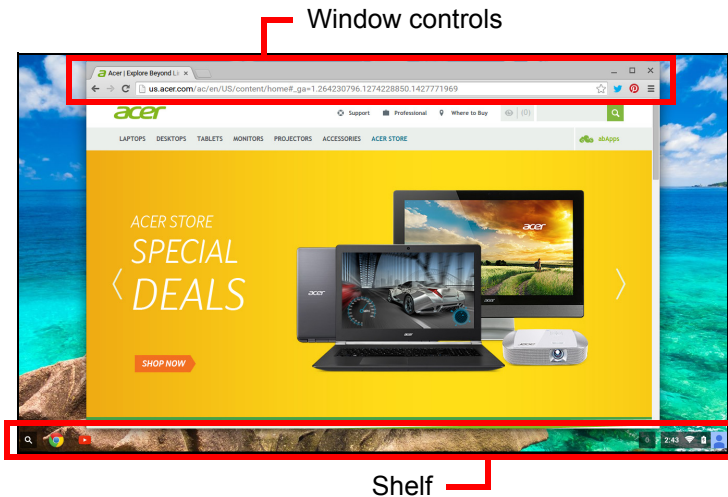 Window controls
Acer | Explore Beyond Li
us.acer.com/ac/en/US/content/home#_ga=1.264230796.1274228850.1427771969
acer
Support Professional Where to Buy (0)
LAPTOPS DESKTOPS TABLETS MONITORS PROJECTORS ACCESSORIES ACER STORE abApps
ACER STORE
SPECIAL
DEALS
SHOP NOW
acer
acer
acer
acer
acer
2:43
Shelf